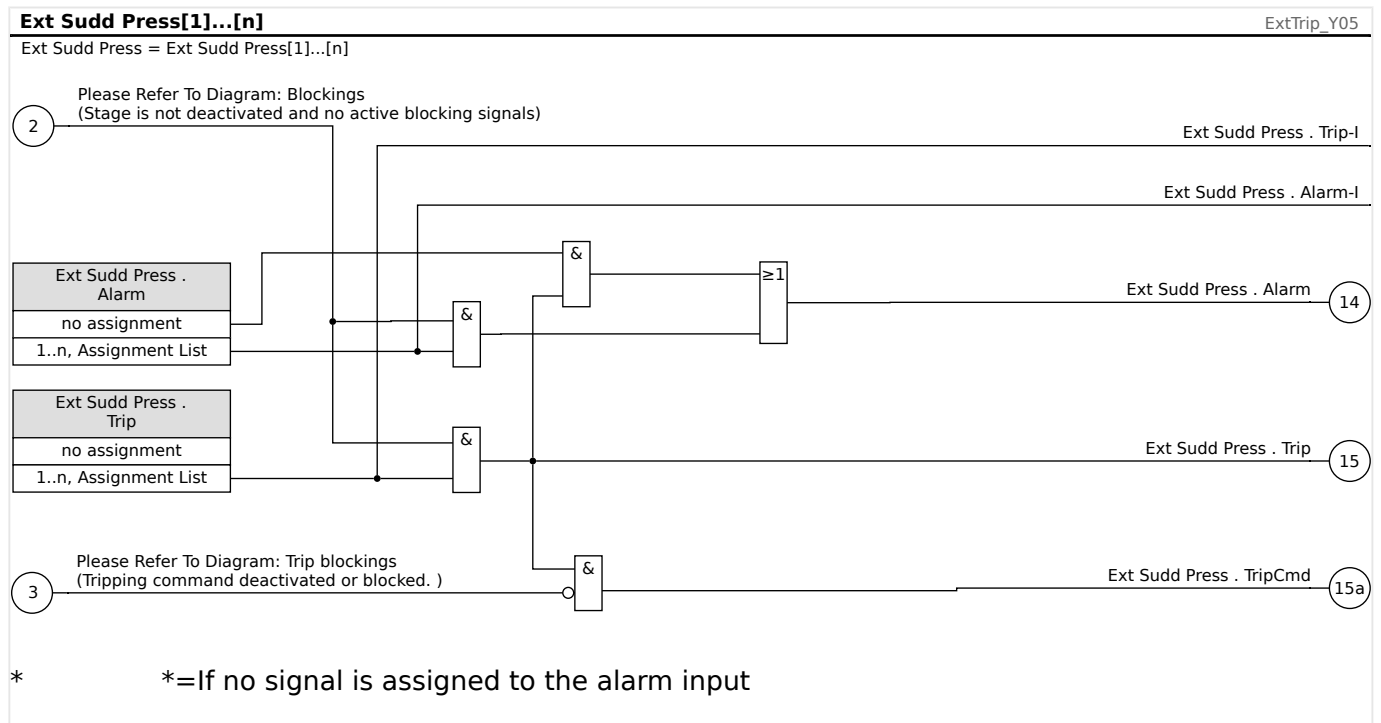 Ext Sudd Press[1]...[n]
ExtTrip_Y05
Ext Sudd Press = Ext Sudd Press[1]...[n]
Please Refer To Diagram: Blockings
(Stage is not deactivated and no active blocking signals)
2
Ext Sudd Press . Trip-I
Ext Sudd Press . Alarm-I
&
Ext Sudd Press .
Alarm
no assignment
1..n, Assignment List
&
≥1
Ext Sudd Press . Alarm
14
Ext Sudd Press .
Trip
no assignment
1..n, Assignment List
&
Ext Sudd Press . Trip
15
Please Refer To Diagram: Trip blockings
(Tripping command deactivated or blocked. )
3
&
Ext Sudd Press . TripCmd
15a
* *=If no signal is assigned to the alarm input